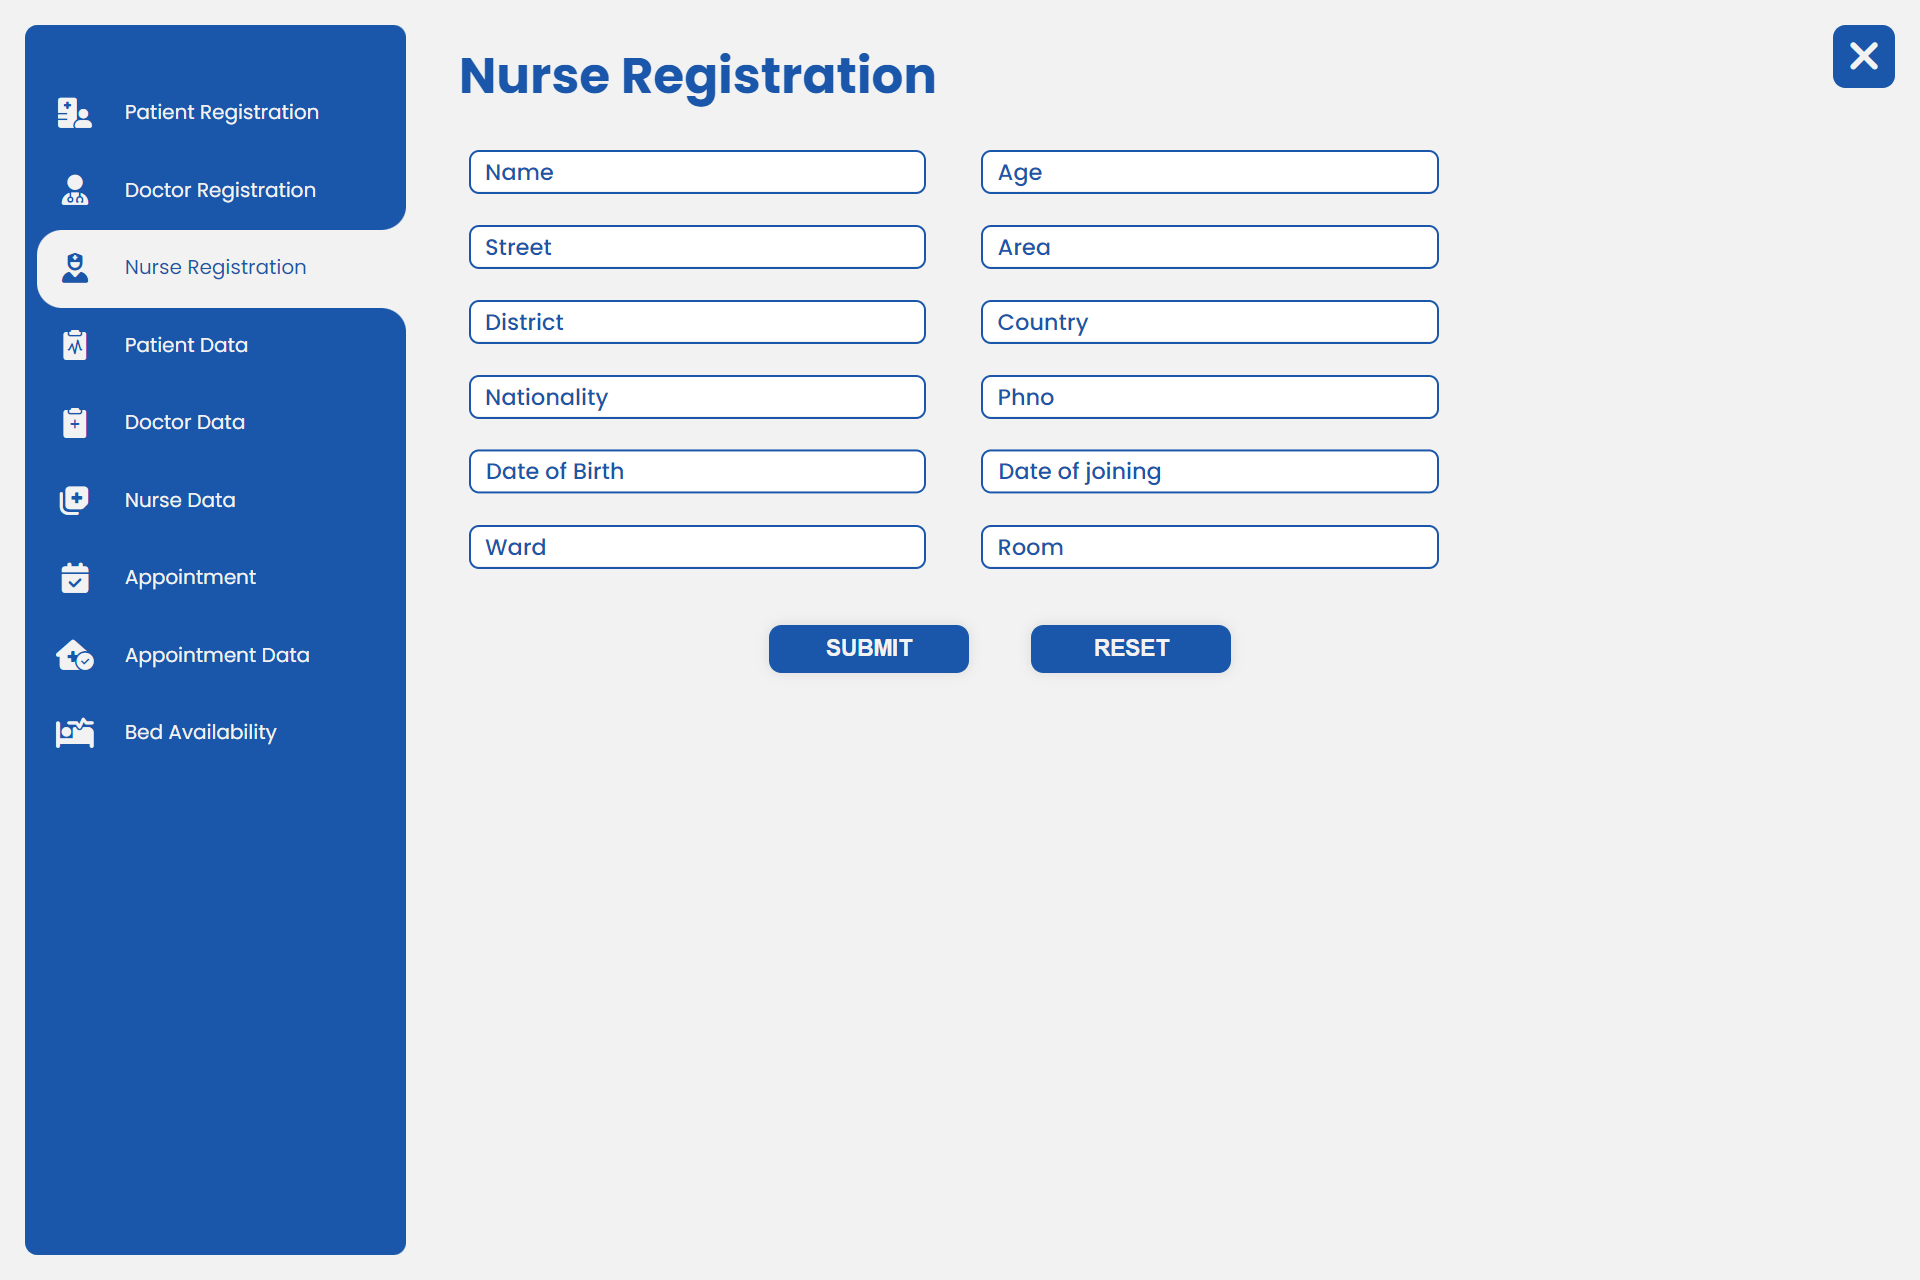 Patient Registration
Doctor Registration
Nurse Registration
Patient Data
Doctor Data
Nurse Data
Appointment
Appointment Data
Bed Availability
Nurse Registration
Name
Age
Street
Area
District
Country
Nationality
Phno
Date of Birth
Date of joining
Ward
Room
SUBMIT
RESET